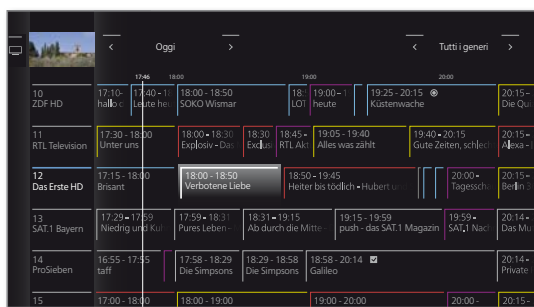 < Oggi > < Tutti i generi >
17:46 18:00 19:00 20:00
10 17:10- 17:40 - 18:00 - 18:50 19:00 - 19:25 - 20:15 20:15 -
ZDF HD hallo Leute SOKO Wismar LOT heute Küstenwache Die
11 17:30 - 18:00 18:00 - 18:30 18:30 18:45 - 19:05 - 19:40 19:40 - 20:15 20:15 -
RTL Television Unter uns Explosiv - Das RTL Alles was zählt Gute Zeiten, Alexa -
12 17:15 - 18:00 18:00 - 18:50 18:50 - 19:45 20:00 - 20:15 -
Das Erste HD Brisant Verbotene Liebe Heiter bis tödlich - Hubert Berlin
13 17:29 - 17:59 17:59 - 18:31 18:31 - 19:15 19:15 - 19:59 19:59 - 20:14 -
SAT.1 Bayern Niedrig und Pures Leben - Ab durch die Mitte - push - das SAT.1 Magazin SAT.1 Das
14 16:55 - 17:55 17:58 - 18:29 18:29 - 18:58 18:58 - 20:14 20:14 -
ProSieben taff Die Simpsons Die Simpsons Galileo Private
15 17:00 - 18:00 18:00 - 19:00 19:00 - 20:00 20:00 - 20:15 -